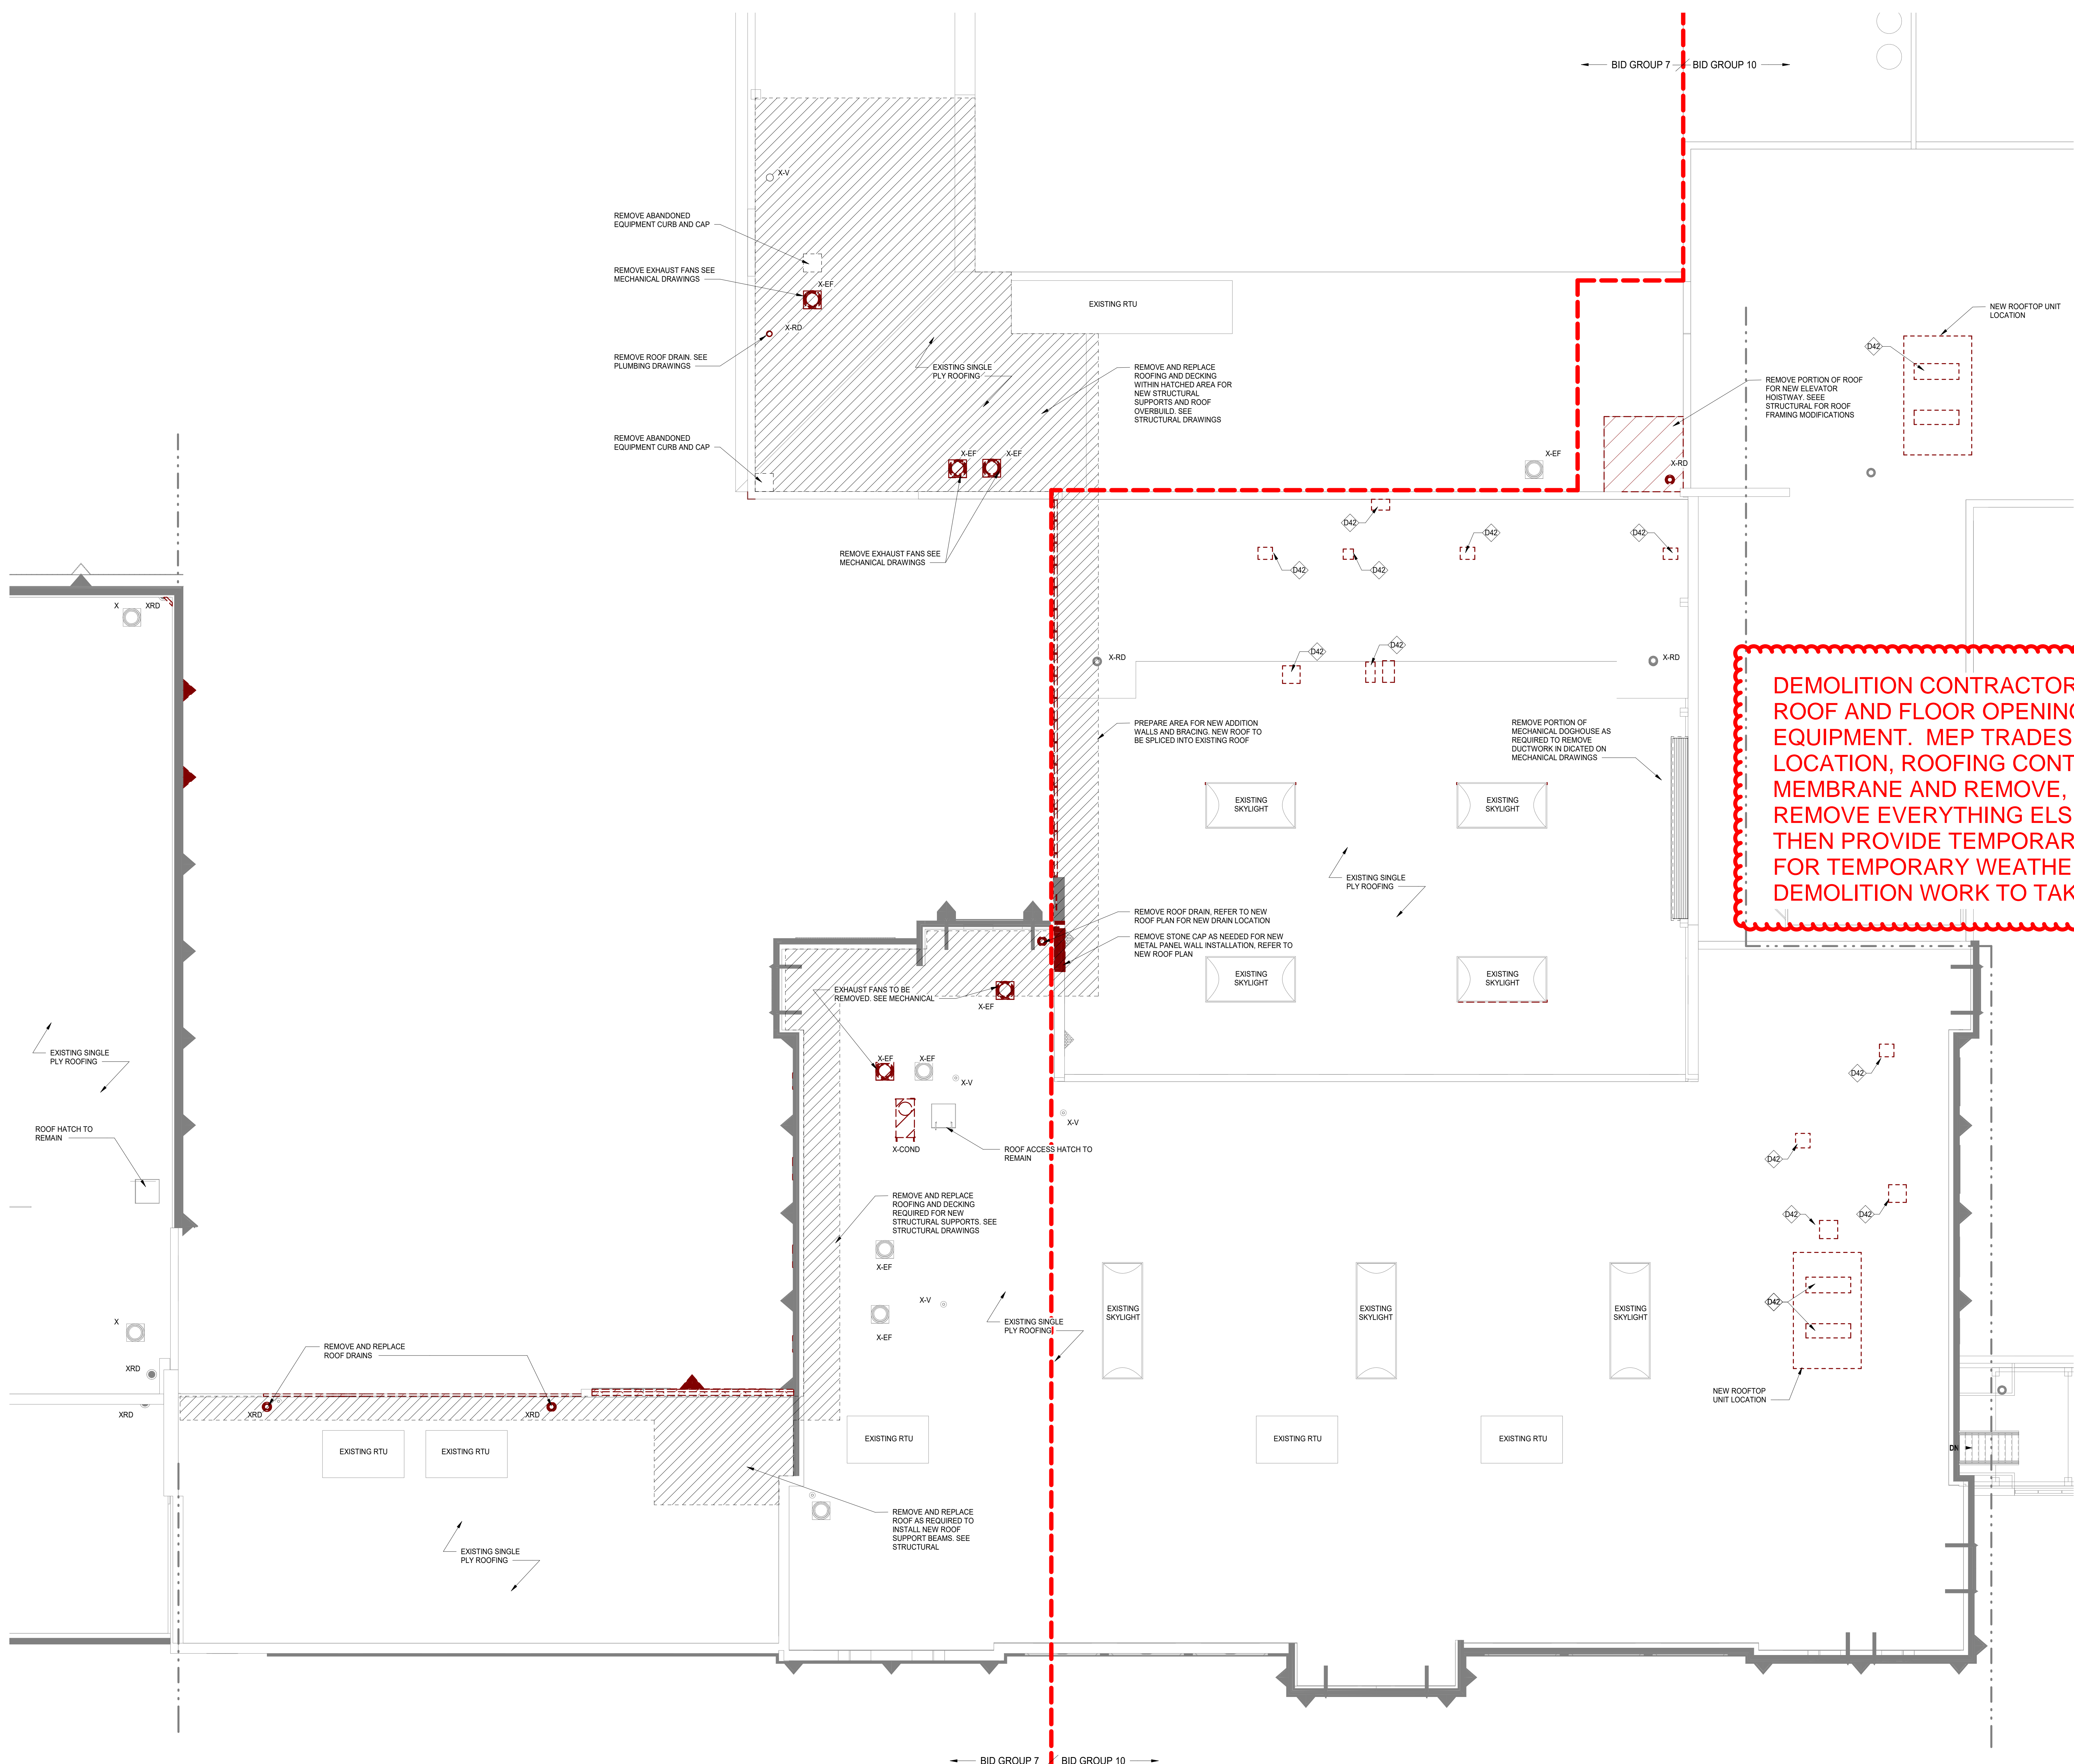 BID GROUP 7
BID GROUP 10
X-V
REMOVE ABANDONED
EQUIPMENT CURB AND CAP
REMOVE EXHAUST FANS SEE
MECHANICAL DRAWINGS
X-EF
EXISTING RTU
NEW ROOFTOP UNIT
LOCATION
X-RD
D42
REMOVE ROOF DRAIN. SEE
PLUMBING DRAWINGS
EXISTING SINGLE
PLY ROOFING
REMOVE AND REPLACE
ROOFING AND DECKING
WITHIN HATCHED AREA FOR
NEW STRUCTURAL
SUPPORTS AND ROOF
OVERBUILD. SEE
STRUCTURAL DRAWINGS
REMOVE PORTION OF ROOF
FOR NEW ELEVATOR
HOISTWAY. SEEE
STRUCTURAL FOR ROOF
FRAMING MODIFICATIONS
REMOVE ABANDONED
EQUIPMENT CURB AND CAP
X-EF
X-EF
X-EF
X-RD
D42
D42
D42
REMOVE EXHAUST FANS SEE
MECHANICAL DRAWINGS
D42
D42
X
XRD
D42
D42
X-RD
X-RD
DEMOLITION CONTRACTOR
ROOF AND FLOOR OPENING
EQUIPMENT. MEP TRADES
LOCATION, ROOFING CONT
MEMBRANE AND REMOVE,
REMOVE EVERYTHING ELS
THEN PROVIDE TEMPORAR
FOR TEMPORARY WEATHE
DEMOLITION WORK TO TAK
PREPARE AREA FOR NEW ADDITION
WALLS AND BRACING. NEW ROOF TO
BE SPLICED INTO EXISTING ROOF
REMOVE PORTION OF
MECHANICAL DOGHOUSE AS
REQUIRED TO REMOVE
DUCTWORK IN DICATED ON
MECHANICAL DRAWINGS
EXISTING
SKYLIGHT
EXISTING
SKYLIGHT
EXISTING SINGLE
PLY ROOFING
REMOVE ROOF DRAIN, REFER TO NEW
ROOF PLAN FOR NEW DRAIN LOCATION
REMOVE STONE CAP AS NEEDED FOR NEW
METAL PANEL WALL INSTALLATION, REFER TO
NEW ROOF PLAN
EXISTING
SKYLIGHT
EXISTING
SKYLIGHT
EXHAUST FANS TO BE
REMOVED. SEE MECHANICAL
X-EF
EXISTING SINGLE
PLY ROOFING
X-EF
X-EF
X-V
D42
X-V
ROOF HATCH TO
REMAIN
X-COND
ROOF ACCESS HATCH TO
REMAIN
D42
REMOVE AND REPLACE
ROOFING AND DECKING
REQUIRED FOR NEW
STRUCTURAL SUPPORTS. SEE
STRUCTURAL DRAWINGS
D42
D42
X-EF
X-V
D42
EXISTING
SKYLIGHT
EXISTING
SKYLIGHT
EXISTING
SKYLIGHT
X
EXISTING SINGLE
PLY ROOFING
X-EF
REMOVE AND REPLACE
ROOF DRAINS
XRD
NEW ROOFTOP
UNIT LOCATION
XRD
XRD
XRD
EXISTING RTU
EXISTING RTU
EXISTING RTU
EXISTING RTU
EXISTING RTU
DN
REMOVE AND REPLACE
ROOF AS REQUIRED TO
INSTALL NEW ROOF
SUPPORT BEAMS. SEE
STRUCTURAL
EXISTING SINGLE
PLY ROOFING
BID GROUP 7
BID GROUP 10